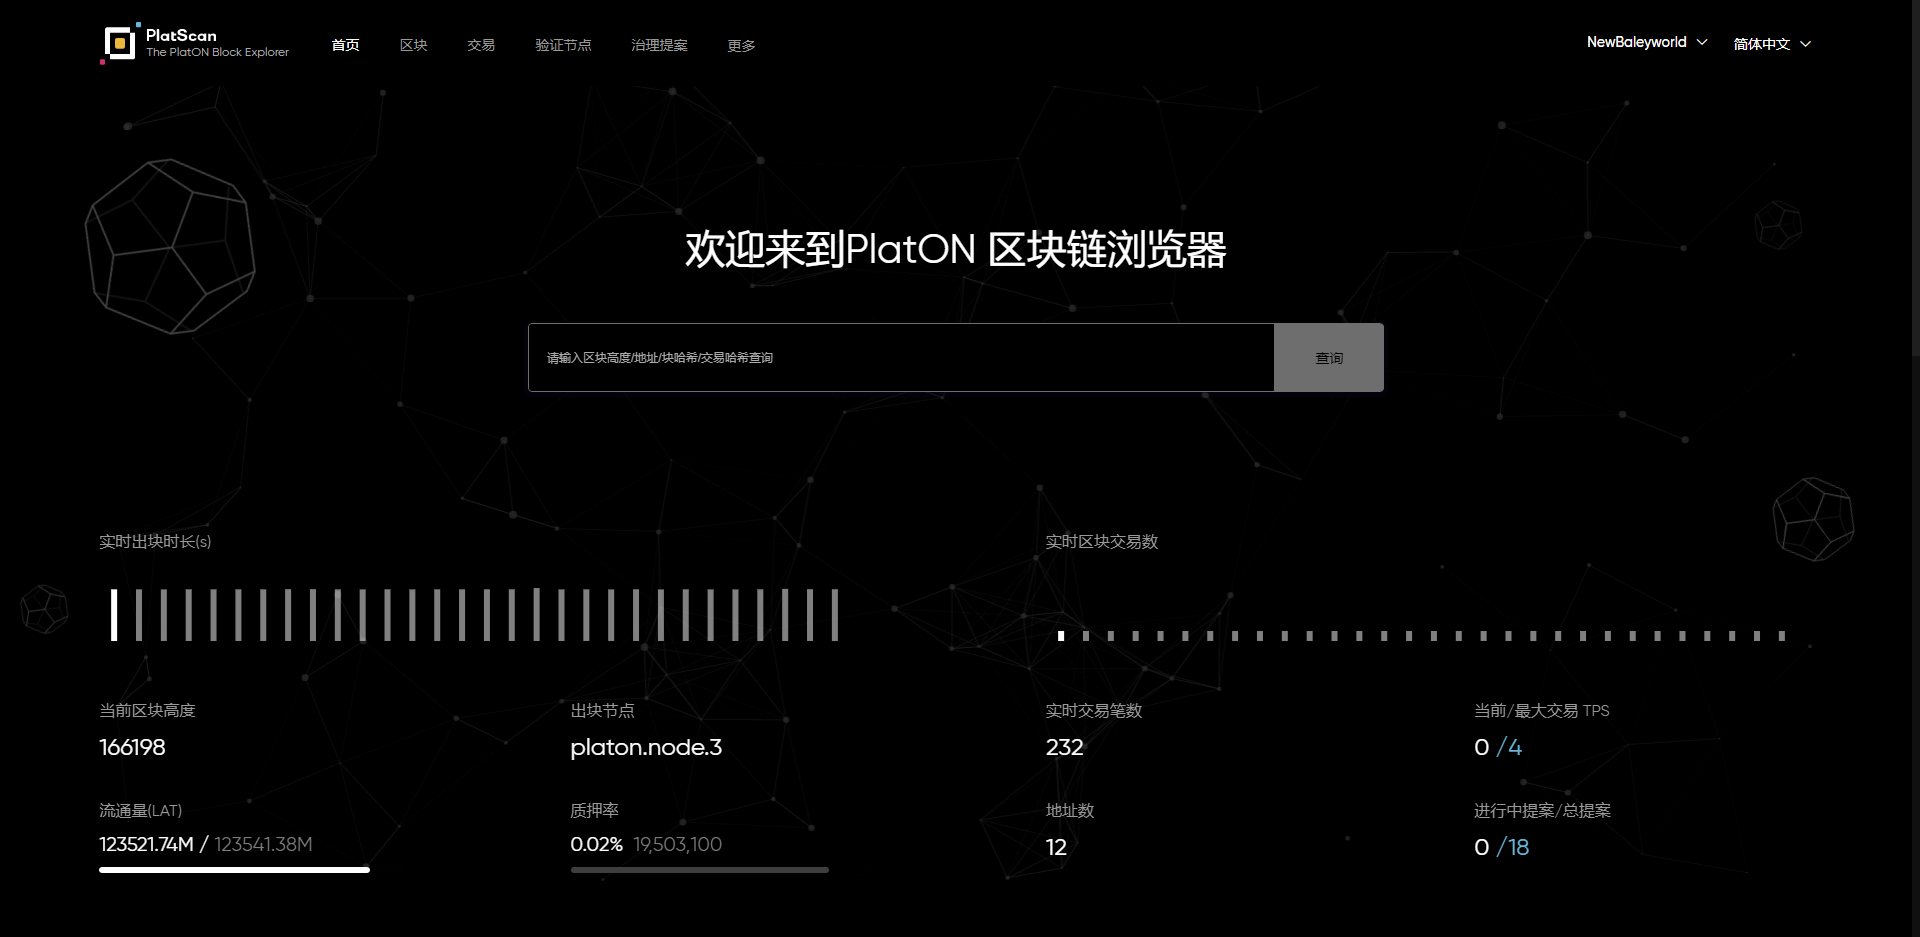 PlatScan
The PlatON Block Explorer
首页 区块 交易 验证节点 治理提案 更多
NewBaleyworld 简体中文
欢迎来到PlatON 区块链浏览器
请输入区块高度/地址/块哈希/交易哈希查询 查询
实时出块时长(s) 实时区块交易数
当前区块高度 出块节点 实时交易笔数 当前/最大交易 TPS
166198 platon.node.3 232 0 /4
流通量(LAT) 质押率 地址数 进行中提案/总提案
123521.74M / 123541.38M 0.02% 19,503,100 12 0 /18